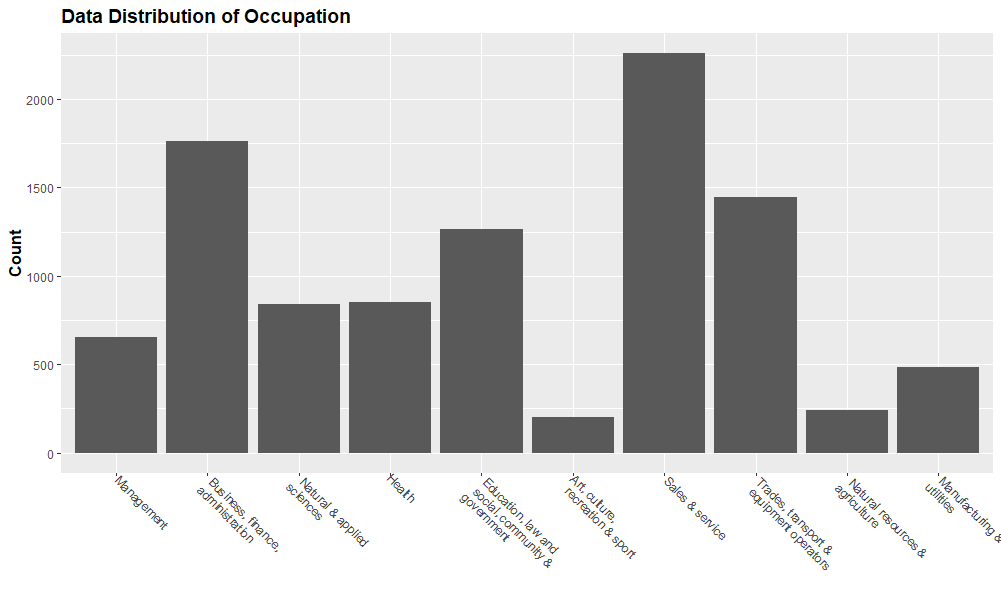 Data Distribution of Occupation
Count
2000
1500
1000
500
0
Management
Business, finance,
administration
Natural & applied
sciences
Health
Education, law and
social, community &
government
Art, culture,
recreation & sport
Sales & service
Trades, transport &
equipment operators
Natural resources &
agriculture
Manufacturing &
utilities